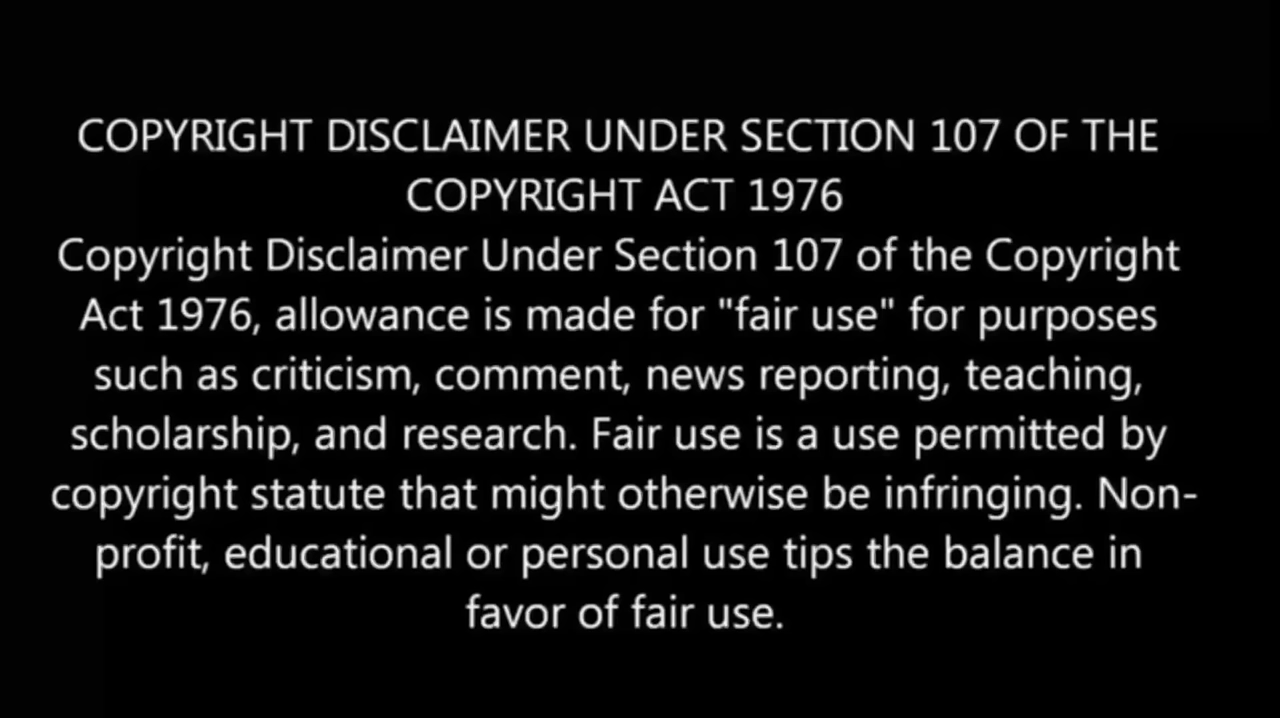 COPYRIGHT DISCLAIMER UNDER SECTION 107 OF THE
COPYRIGHT ACT 1976
Copyright Disclaimer Under Section 107 of the Copyright
Act 1976, allowance is made for "fair use" for purposes
such as criticism, comment, news reporting, teaching,
scholarship, and research. Fair use is a use permitted by
copyright statute that might otherwise be infringing. Non-
profit, educational or personal use tips the balance in
favor of fair use.